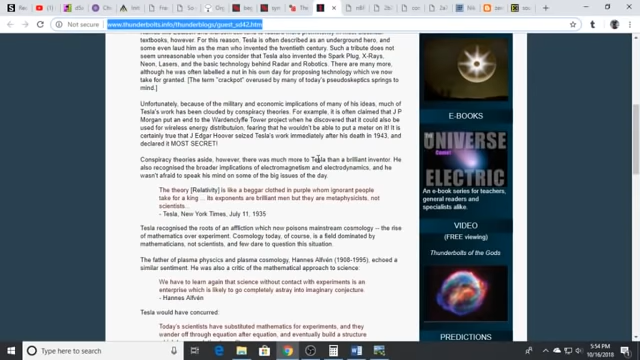 Not secure | www.thunderbolts.info/thunderblogs/guest_sd42.htm
textbooks, however. For this reason, Tesla is often described as an underground hero, and
some even laud him as the man who invented the twentieth century. Such a tribute does not
seem unreasonable when you consider that Tesla also invented the Spark Plug, X-Rays,
Neon, Lasers, and the basic technology behind Radar and Robotics. There are many more,
although he was often labelled a nut in his own day for proposing technology which we now
take for granted. [The term "crackpot" overused by many of today's pseudoskeptics springs to
mind.]
Unfortunately, because of the military and economic implications of many of his ideas, much
of Tesla's work has been clouded by conspiracy theories. For example, it is often claimed that J P
Morgan put an end to the Wardenclyffe Tower project when he discovered that it could also be
used for wireless energy distributuion, fearing that he wouldn't be able to put a meter on it! It is
certainly true that J Edgar Hoover seized Tesla's work immediately after his death in 1943, and
declared it MOST SECRET!
Conspiracy theories aside, however, there was much more to Tesla than a brilliant inventor. He
also recognised the broader implications of electromagnetism and electrodynamics, and he
wasn't afraid to speak his mind on some of the big issues of the day.
The theory [Relativity] is like a beggar clothed in purple whom ignorant people
take for a king ... its exponents are brilliant men but they are metaphysicists, not
scientists..
- Tesla, New York Times, July 11, 1935
Tesla recognised the roots of an affliction which now poisons mainstream cosmology -- the rise
of mathematics over experiment. Cosmology today, of course, is a field dominated by
mathematicians, not scientists, and few dare to question this situation.
The father of plasma physics and plasma cosmology, Hannes Alfvén (1908-1995), echoed a
similar sentiment. He was also a critic of the mathematical approach to science:
We have to learn again that science without contact with experiments is an
enterprise which is likely to go completely astray into imaginary conjecture.
- Hannes Alfvén
Tesla would have concurred:
Today's scientists have substituted mathematics for experiments, and they
wander off through equation after equation, and eventually build a structure
E-BOOKS
The
UNIVERSE
ELECTRIC
An e-book series for teachers,
general readers and
specialists alike.
VIDEO
(FREE viewing)
Thunderbolts of the Gods
PREDICTIONS
Type here to search
5:54 PM
10/16/2018